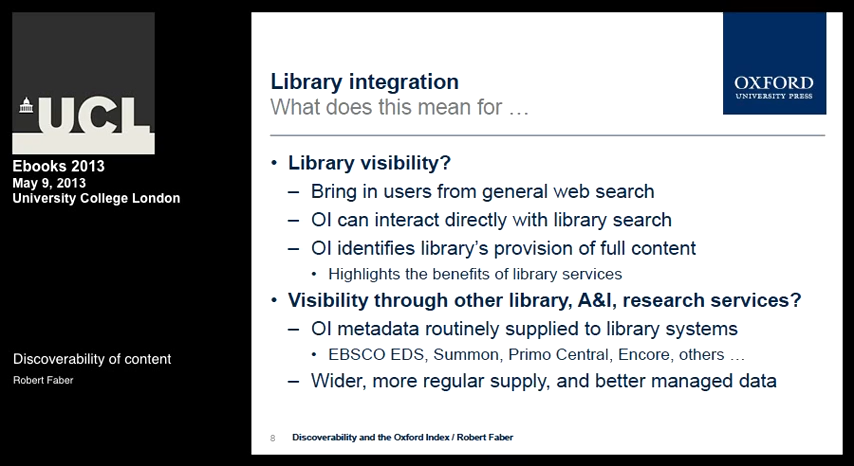 UCL
Ebooks 2013
May 9, 2013
University College London
Discoverability of content
Robert Faber
OXFORD
UNIVERSITY PRESS
Library integration
What does this mean for …
• Library visibility?
– Bring in users from general web search
– OI can interact directly with library search
– OI identifies library's provision of full content
• Highlights the benefits of library services
• Visibility through other library, A&I, research services?
– OI metadata routinely supplied to library systems
• EBSCO EDS, Summon, Primo Central, Encore, others …
– Wider, more regular supply, and better managed data
8 Discoverability and the Oxford Index / Robert Faber